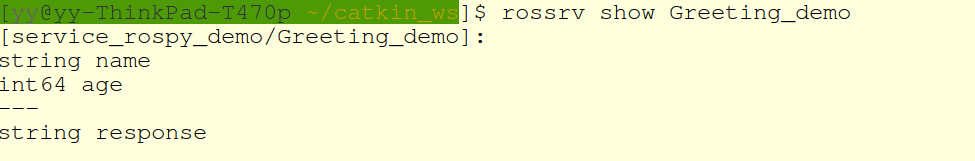 [yy@yy-ThinkPad-T470p ~/catkin_ws]$ rossrv show Greeting_demo
[service_rospy_demo/Greeting_demo]:
string name
int64 age
---
string response